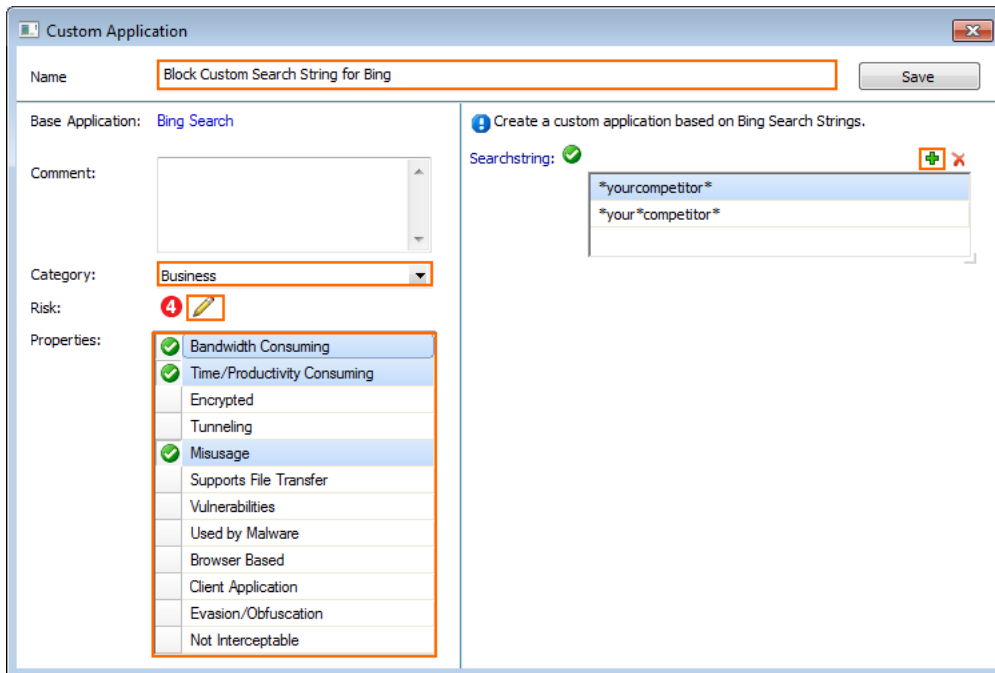 Custom Application
Name
Block Custom Search String for Bing
Save
Base Application: Bing Search
Comment:
Category:
Business
Risk:
4
Properties:
Bandwidth Consuming
Time/Productivity Consuming
Encrypted
Tunneling
Misusage
Supports File Transfer
Vulnerabilities
Used by Malware
Browser Based
Client Application
Evasion/Obfuscation
Not Interceptable
Create a custom application based on Bing Search Strings.
Searchstring:
*yourcompetitor*
*your*competitor*